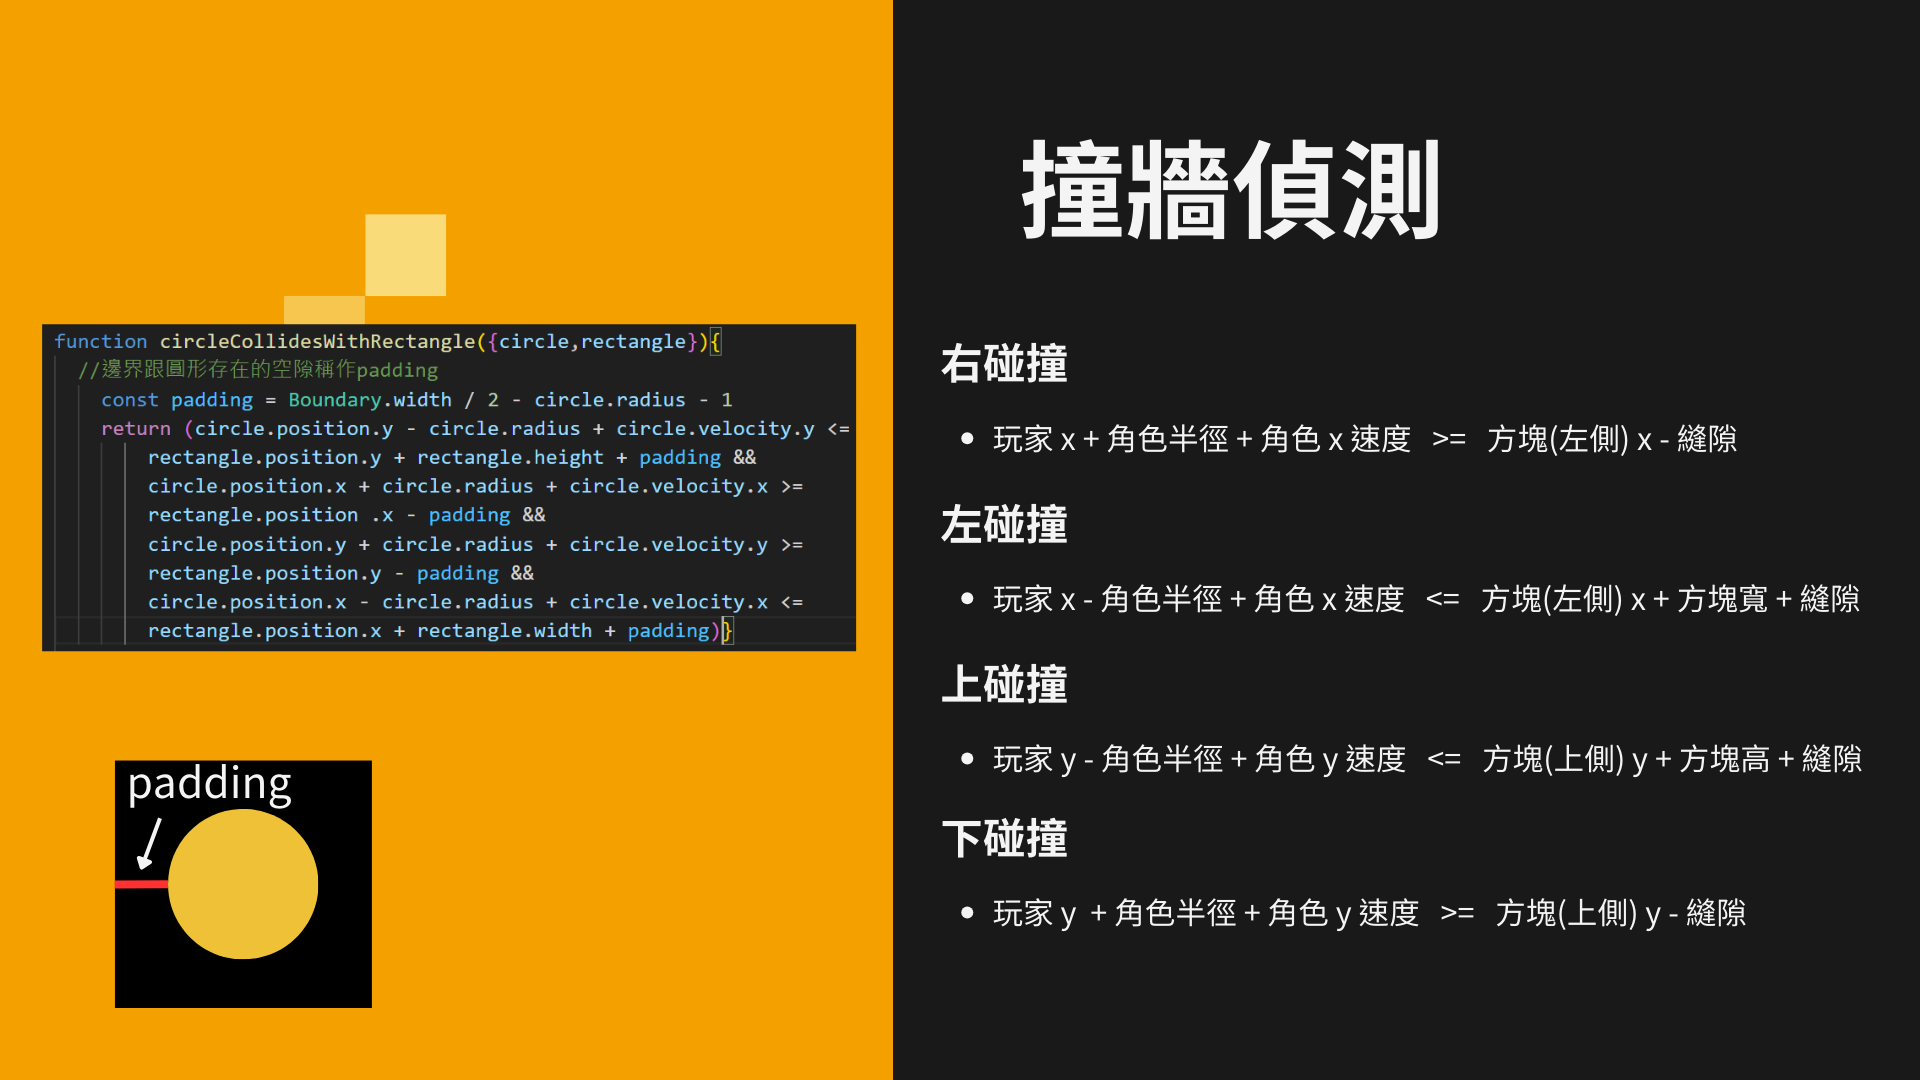 function circleCollidesWithRectangle({circle,rectangle}){
//邊界跟圓形存在的空隙稱作padding
const padding = Boundary.width / 2 - circle.radius - 1
return (circle.position.y - circle.radius + circle.velocity.y <=
rectangle.position.y + rectangle.height + padding &&
circle.position.x + circle.radius + circle.velocity.x >=
rectangle.position .x - padding &&
circle.position.y + circle.radius + circle.velocity.y >=
rectangle.position.y - padding &&
circle.position.x - circle.radius + circle.velocity.x <=
rectangle.position.x + rectangle.width + padding)}
padding
撞牆偵測
右碰撞
• 玩家 x + 角色半徑 + 角色 x 速度 >= 方塊(左側) x - 縫隙
左碰撞
• 玩家 x - 角色半徑 + 角色 x 速度 <= 方塊(左側) x + 方塊寬 + 縫隙
上碰撞
• 玩家 y - 角色半徑 + 角色 y 速度 <= 方塊(上側) y + 方塊高 + 縫隙
下碰撞
• 玩家 y + 角色半徑 + 角色 y 速度 >= 方塊(上側) y - 縫隙